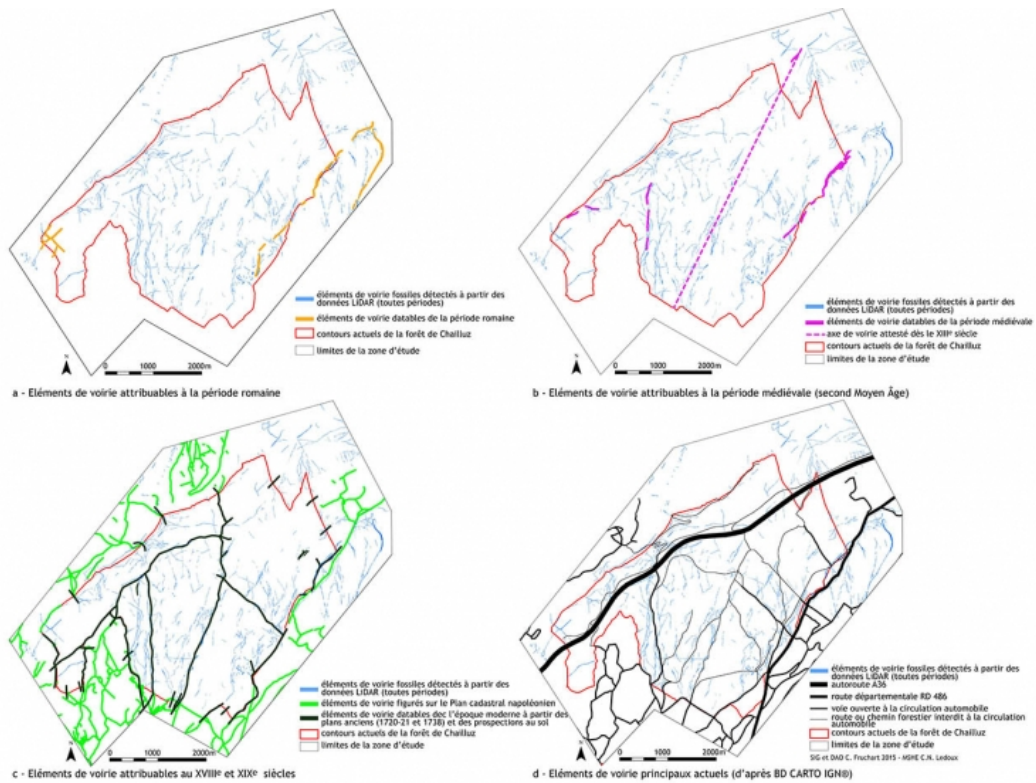 éléments de voirie fossiles détectés à partir des
données LiDAR (toutes périodes)
éléments de voirie datables de la période romaine
contours actuels de la forêt de Chailluz
limites de la zone d'étude
N
0 1000 2000m
a - Eléments de voirie attribuables à la période romaine
éléments de voirie fossiles détectés à partir des
données LiDAR (toutes périodes)
éléments de voirie datables de la période médiévale
axe de voirie attesté dès le XIIIe siècle
contours actuels de la forêt de Chailluz
limites de la zone d'étude
N
0 1000 2000m
b - Eléments de voirie attribuables à la période médiévale (second Moyen Âge)
éléments de voirie fossiles détectés à partir des
données LiDAR (toutes périodes)
éléments de voirie figurés sur le Plan cadastral napoléonien
éléments de voirie datables dec l'époque moderne à partir des
plans anciens (1720-21 et 1738) et des prospections au sol
contours actuels de la forêt de Chailluz
limites de la zone d'étude
N
0 1000 2000m
c - Eléments de voirie attribuables au XVIIIe et XIXe siècles
éléments de voirie fossiles détectés à partir des
données LiDAR (toutes périodes)
autoroute A36
route départementale RD 486
voie ouverte à la circulation automobile
route ou chemin forestier interdit à la circulation
automobile
contours actuels de la forêt de Chailluz
limites de la zone d'étude
SIG et DAO C. Fruchart 2015 - MSHE C.N. Ledoux
N
0 1000 2000m
d - Eléments de voirie principaux actuels (d'après BD CARTO IGN®)